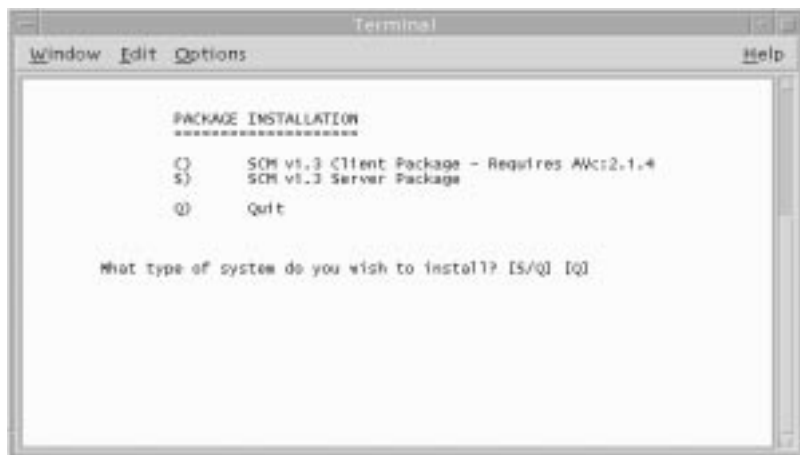 Terminal
Window Edit Options Help
PACKAGE INSTALLATION
====================
C) SCM v1.3 Client Package - Requires AVc:2.1.4
S) SCM v1.3 Server Package
Q) Quit
What type of system do you wish to install? [S/Q] [Q]